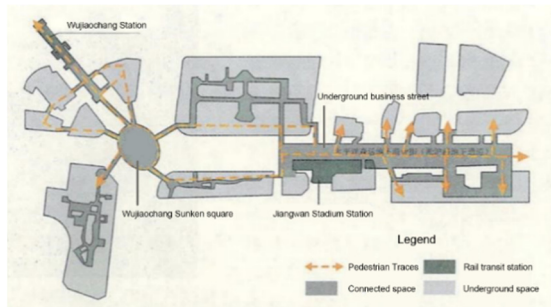 Wujiaochang Station
Underground business street
Wujiaochang Sunken square
Jiangwan Stadium Station
Legend
Pedestrian Traces
Rail transit station
Connected space
Underground space